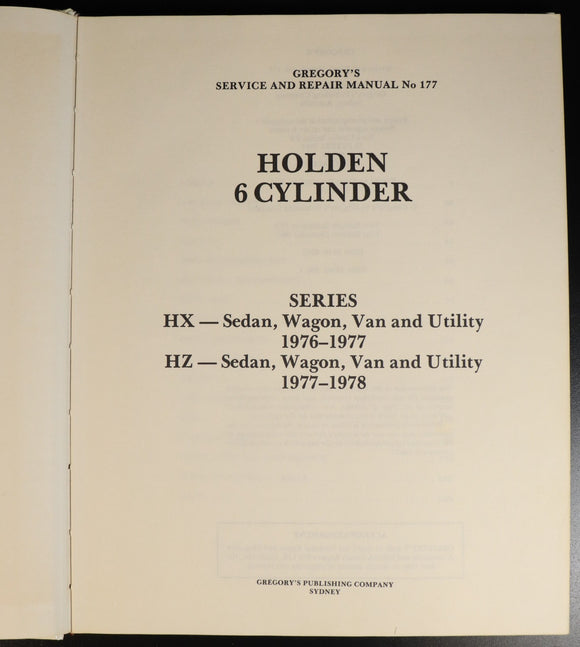 GREGORY'S
SERVICE AND REPAIR MANUAL No 177
HOLDEN
6 CYLINDER
SERIES
HX — Sedan, Wagon, Van and Utility
1976–1977
HZ — Sedan, Wagon, Van and Utility
1977–1978
GREGORY'S PUBLISHING COMPANY
SYDNEY